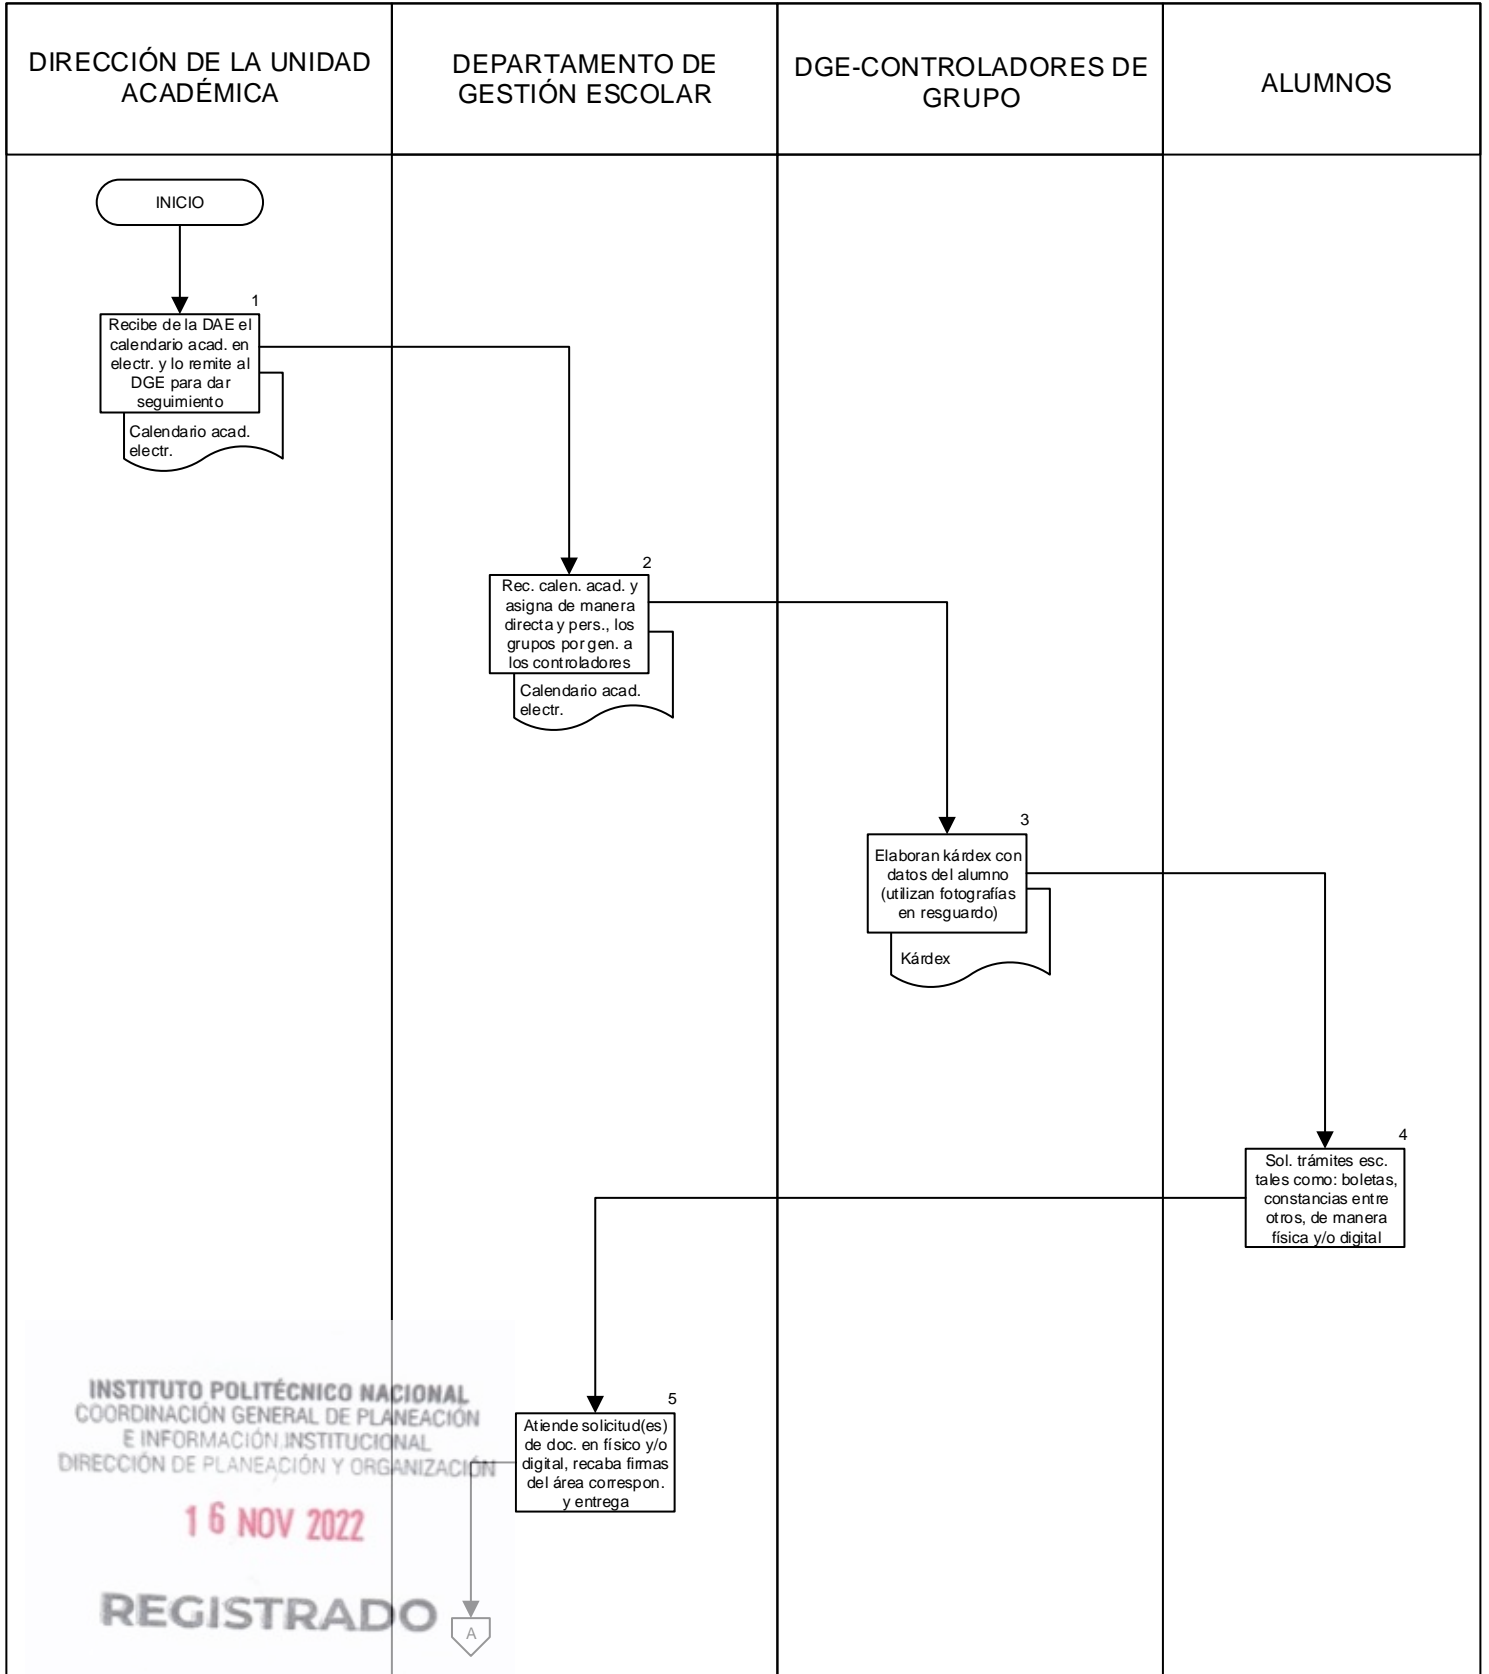 DIRECCIÓN DE LA UNIDAD
ACADÉMICA
DEPARTAMENTO DE
GESTIÓN ESCOLAR
DGE-CONTROLADORES DE
GRUPO
ALUMNOS
INICIO
1
Recibe de la DAE el
calendario acad. en
electr. y lo remite al
DGE para dar
seguimiento
Calendario acad.
electr.
2
Rec. calen. acad. y
asigna de manera
directa y pers., los
grupos por gen. a
los controladores
Calendario acad.
electr.
3
Elaboran kárdex con
datos del alumno
(utilizan fotografías
en resguardo)
Kárdex
4
Sol. trámites esc.
tales como: boletas,
constancias entre
otros, de manera
física y/o digital
5
Atiende solicitud(es)
de doc. en físico y/o
digital, recaba firmas
del área correspon.
y entrega
A
INSTITUTO POLITÉCNICO NACIONAL
COORDINACIÓN GENERAL DE PLANEACIÓN
E INFORMACIÓN INSTITUCIONAL
DIRECCIÓN DE PLANEACIÓN Y ORGANIZACIÓN
16 NOV 2022
REGISTRADO